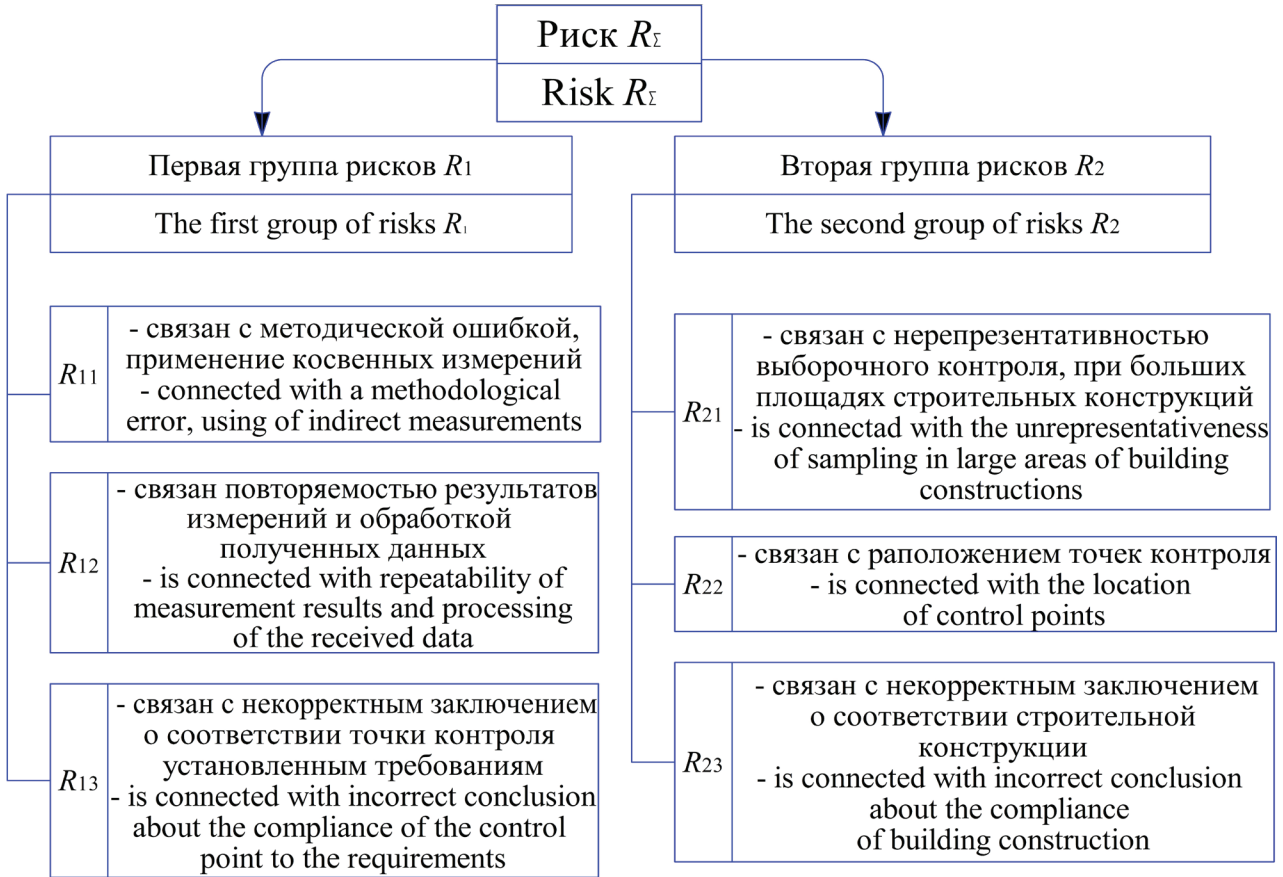 Риск RΣ
Risk RΣ
Первая группа рисков R1
The first group of risks R1
R11
- связан с методической ошибкой,
применение косвенных измерений
- connected with a methodological
error, using of indirect measurements
R12
- связан повторяемостью результатов
измерений и обработкой
полученных данных
- is connected with repeatability of
measurement results and processing
of the received data
R13
- связан с некорректным заключением
о соответствии точки контроля
установленным требованиям
- is connected with incorrect conclusion
about the compliance of the control
point to the requirements
Вторая группа рисков R2
The second group of risks R2
R21
- связан с нерепрезентативностью
выборочного контроля, при больших
площадях строительных конструкций
- is connectad with the unrepresentativeness
of sampling in large areas of building
constructions
R22
- связан с раположением точек контроля
- is connected with the location
of control points
R23
- связан с некорректным заключением
о соответствии строительной
конструкции
- is connected with incorrect conclusion
about the compliance
of building construction